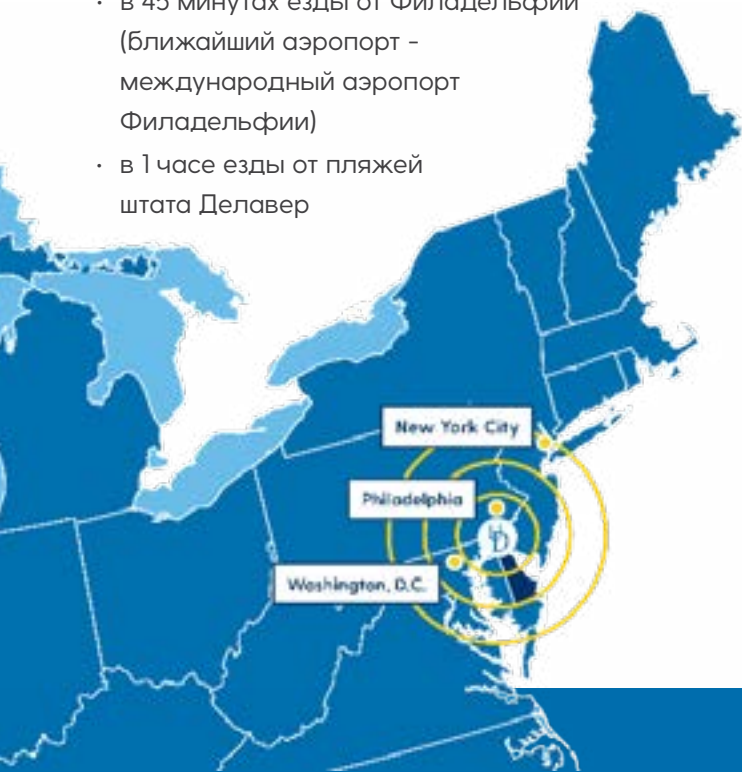 · в 45 минутах езды от Филадельфии
(ближайший аэропорт -
международный аэропорт
Филадельфии)
· в 1 часе езды от пляжей
штата Делавер
New York City
Philadelphia
UD
Washington, D.C.